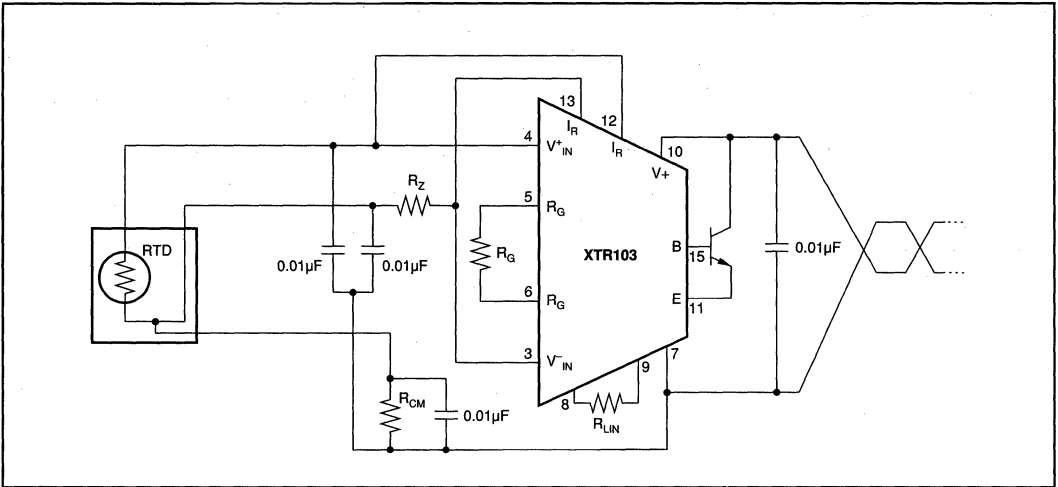 13
12
I_R
I_R
10
4
V⁺_IN
V+
R_Z
5
R_G
RTD
R_G
XTR103
B
15
0.01µF
0.01µF
0.01µF
6
R_G
E
11
3
V⁻_IN
7
9
8
R_CM
0.01µF
R_LIN